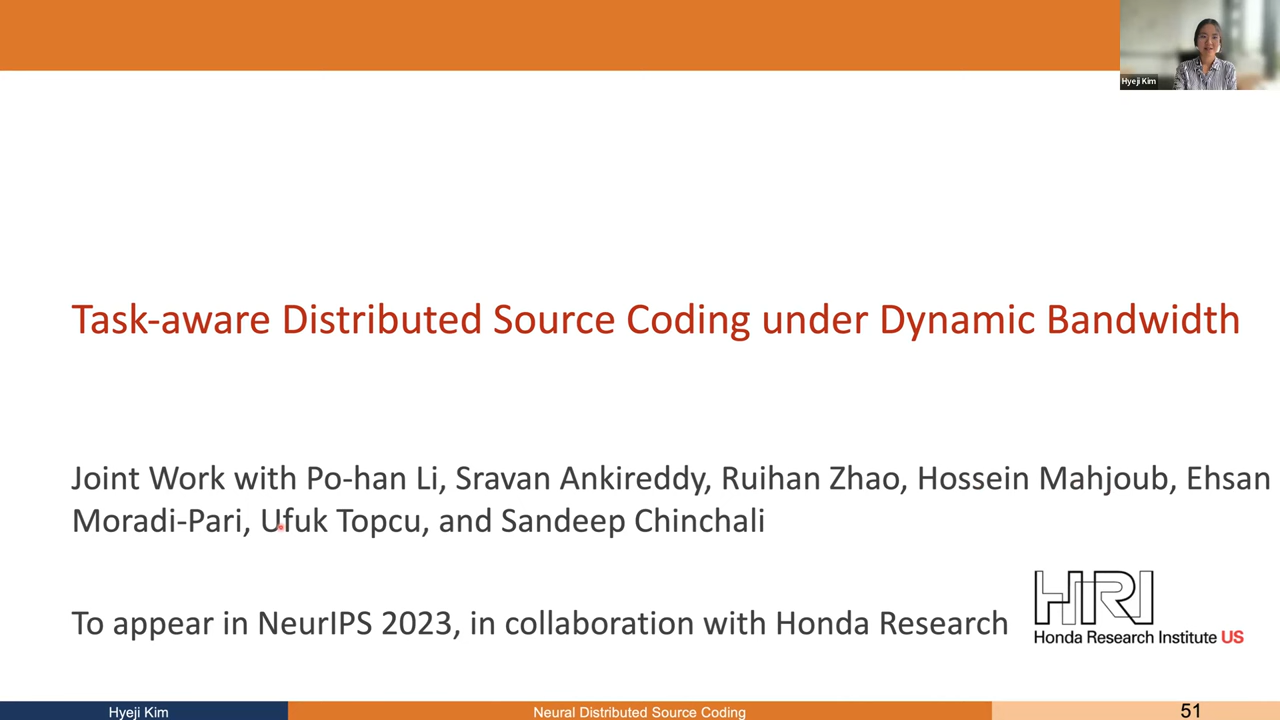 Hyeji Kim
Task-aware Distributed Source Coding under Dynamic Bandwidth
Joint Work with Po-han Li, Sravan Ankireddy, Ruihan Zhao, Hossein Mahjoub, Ehsan
Moradi-Pari, Ufuk Topcu, and Sandeep Chinchali
To appear in NeurIPS 2023, in collaboration with Honda Research
HRI
Honda Research Institute US
Hyeji Kim
Neural Distributed Source Coding
51